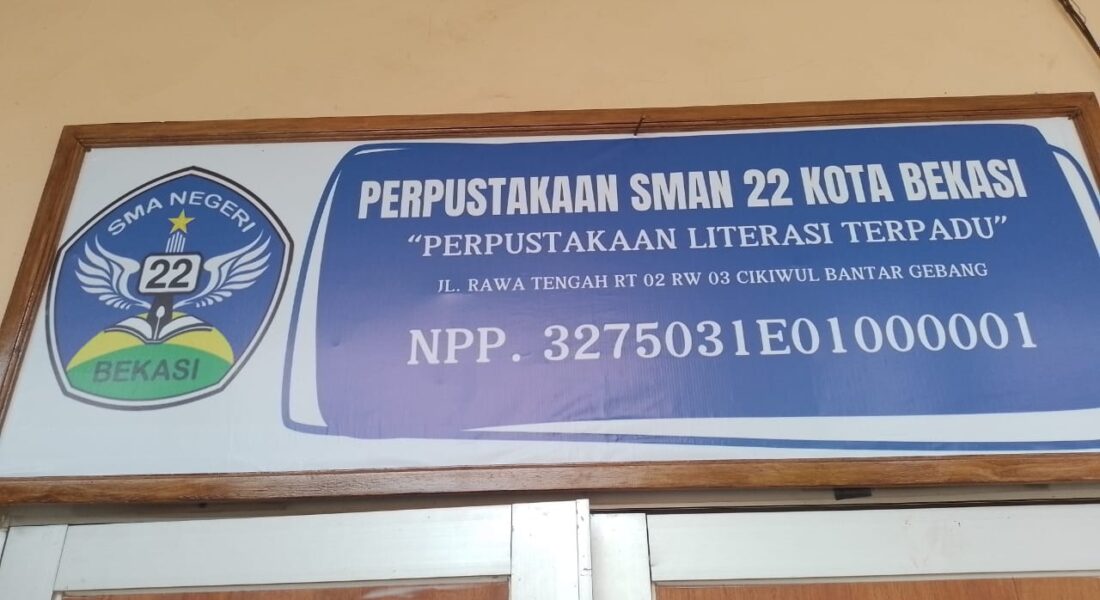 SMA NEGERI
22
BEKASI
PERPUSTAKAAN SMAN 22 KOTA BEKASI
“PERPUSTAKAAN LITERASI TERPADU”
JL. RAWA TENGAH RT 02 RW 03 CIKIWUL BANTAR GEBANG
NPP. 3275031E01000001